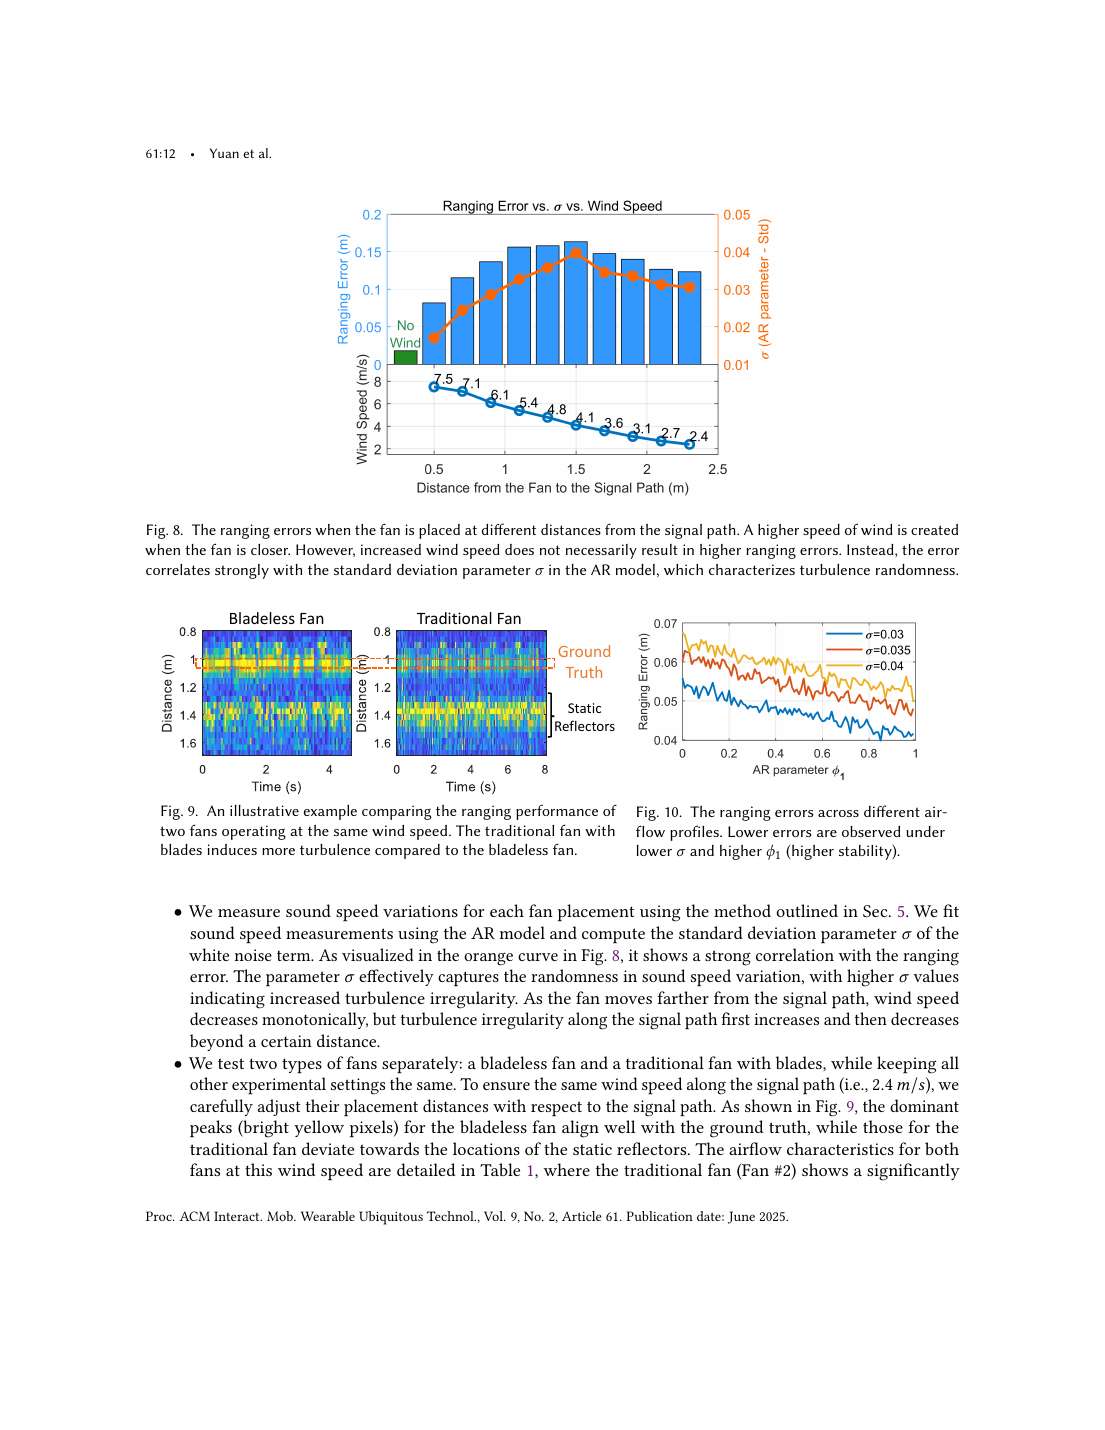 61:12 • Yuan et al.
Ranging Error vs. σ vs. Wind Speed
Ranging Error (m)
0.2
0.15
0.1
0.05
0
No
Wind
0.05
0.04
0.03
0.02
0.01
σ (AR parameter - Std)
Wind Speed (m/s)
8
6
4
2
7.5 7.1 6.1 5.4 4.8 4.1 3.6 3.1 2.7 2.4
0.5 1 1.5 2 2.5
Distance from the Fan to the Signal Path (m)
Fig. 8. The ranging errors when the fan is placed at different distances from the signal path. A higher speed of wind is created
when the fan is closer. However, increased wind speed does not necessarily result in higher ranging errors. Instead, the error
correlates strongly with the standard deviation parameter σ in the AR model, which characterizes turbulence randomness.
Bladeless Fan
Distance (m)
0.8
1
1.2
1.4
1.6
0 2 4
Time (s)
Traditional Fan
Distance (m)
0.8
1
1.2
1.4
1.6
0 2 4 6 8
Time (s)
Ground
Truth
Static
Reflectors
Ranging Error (m)
0.07
0.06
0.05
0.04
σ=0.03
σ=0.035
σ=0.04
0 0.2 0.4 0.6 0.8 1
AR parameter ϕ1
Fig. 9. An illustrative example comparing the ranging performance of
two fans operating at the same wind speed. The traditional fan with
blades induces more turbulence compared to the bladeless fan.
Fig. 10. The ranging errors across different air-
flow profiles. Lower errors are observed under
lower σ and higher ϕ1 (higher stability).
• We measure sound speed variations for each fan placement using the method outlined in Sec. 5. We fit
sound speed measurements using the AR model and compute the standard deviation parameter σ of the
white noise term. As visualized in the orange curve in Fig. 8, it shows a strong correlation with the ranging
error. The parameter σ effectively captures the randomness in sound speed variation, with higher σ values
indicating increased turbulence irregularity. As the fan moves farther from the signal path, wind speed
decreases monotonically, but turbulence irregularity along the signal path first increases and then decreases
beyond a certain distance.
• We test two types of fans separately: a bladeless fan and a traditional fan with blades, while keeping all
other experimental settings the same. To ensure the same wind speed along the signal path (i.e., 2.4 m/s), we
carefully adjust their placement distances with respect to the signal path. As shown in Fig. 9, the dominant
peaks (bright yellow pixels) for the bladeless fan align well with the ground truth, while those for the
traditional fan deviate towards the locations of the static reflectors. The airflow characteristics for both
fans at this wind speed are detailed in Table 1, where the traditional fan (Fan #2) shows a significantly
Proc. ACM Interact. Mob. Wearable Ubiquitous Technol., Vol. 9, No. 2, Article 61. Publication date: June 2025.